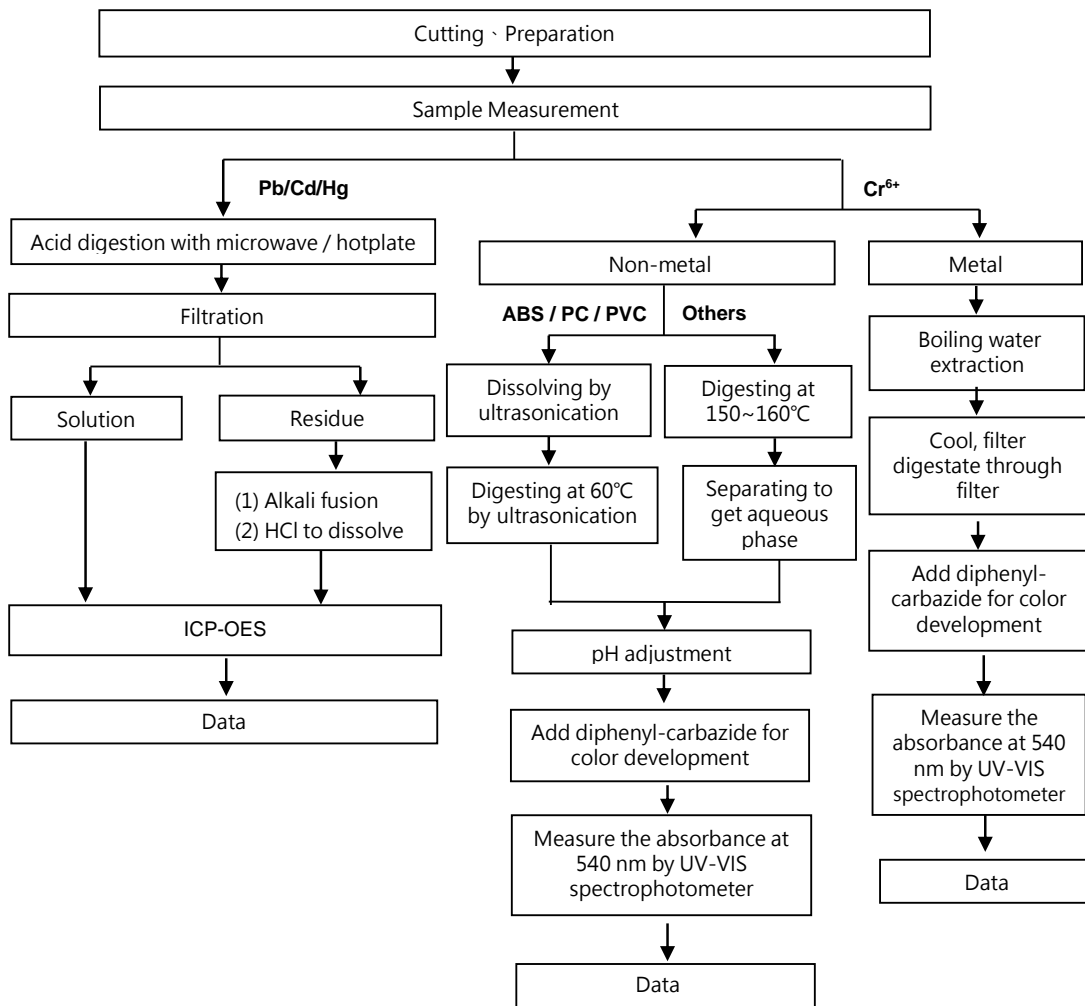 Cutting、Preparation
Sample Measurement
Pb/Cd/Hg
Cr⁶⁺
Acid digestion with microwave / hotplate
Non-metal
Metal
Filtration
ABS / PC / PVC
Others
Boiling water
extraction
Solution
Residue
Dissolving by
ultrasonication
Digesting at
150~160℃
Cool, filter
digestate through
filter
(1) Alkali fusion
(2) HCl to dissolve
Digesting at 60℃
by ultrasonication
Separating to
get aqueous
phase
Add diphenyl-
carbazide for color
development
ICP-OES
pH adjustment
Data
Add diphenyl-carbazide for
color development
Measure the
absorbance at 540
nm by UV-VIS
spectrophotometer
Measure the absorbance at
540 nm by UV-VIS
spectrophotometer
Data
Data